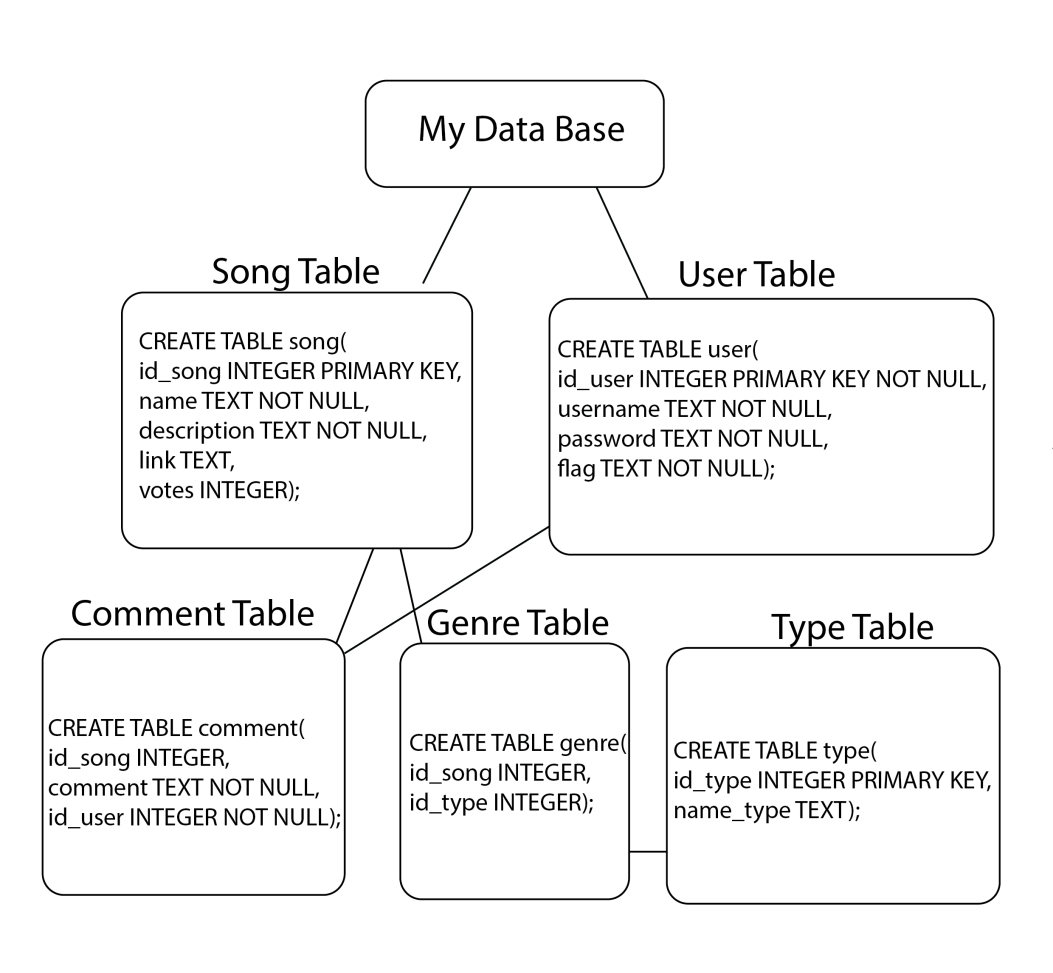 My Data Base
Song Table
CREATE TABLE song(
id_song INTEGER PRIMARY KEY,
name TEXT NOT NULL,
description TEXT NOT NULL,
link TEXT,
votes INTEGER);
User Table
CREATE TABLE user(
id_user INTEGER PRIMARY KEY NOT NULL,
username TEXT NOT NULL,
password TEXT NOT NULL,
flag TEXT NOT NULL);
Comment Table
CREATE TABLE comment(
id_song INTEGER,
comment TEXT NOT NULL,
id_user INTEGER NOT NULL);
Genre Table
CREATE TABLE genre(
id_song INTEGER,
id_type INTEGER);
Type Table
CREATE TABLE type(
id_type INTEGER PRIMARY KEY,
name_type TEXT);